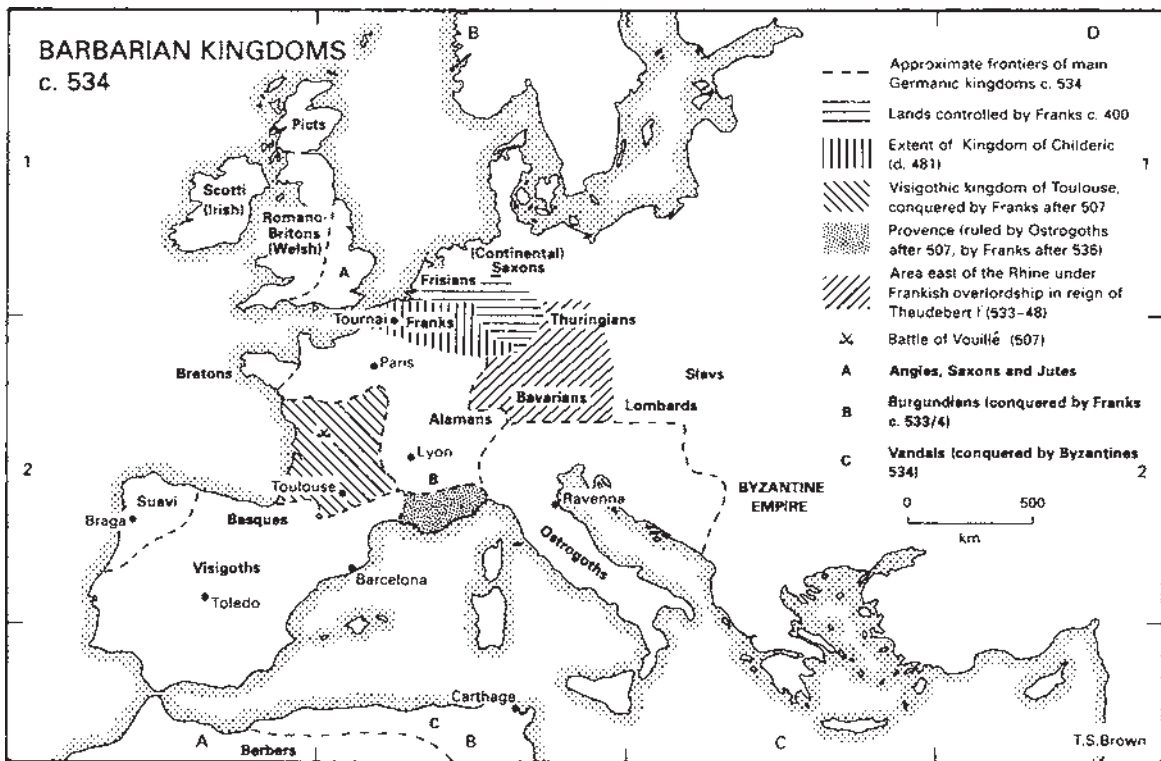 BARBARIAN KINGDOMS
c. 534
B
D
Approximate frontiers of main
Germanic kingdoms c. 534
Lands controlled by Franks c. 400
Extent of Kingdom of Childeric
(d. 481)
Visigothic kingdom of Toulouse,
conquered by Franks after 507
Provence (ruled by Ostrogoths
after 507, by Franks after 536)
Area east of the Rhine under
Frankish overlordship in reign of
Theudebert I (533-48)
Battle of Vouillé (507)
A
Angles, Saxons and Jutes
B
Burgundians (conquered by Franks
c. 533/4)
C
Vandals (conquered by Byzantines
534)
0 500
km
1
1
2
2
Picts
Scotti
(Irish)
Romano-
Britons
(Welsh)
A
(Continental)
Saxons
Frisians
Tournai
Franks
Thuringians
Paris
Bretons
Slavs
Bavarians
Lombards
Alamans
Lyon
B
Toulouse
Suavi
Braga
Basques
Ravenna
BYZANTINE
EMPIRE
Ostrogoths
Visigoths
Barcelona
Toledo
Carthage
C
A
B
C
Berbers
T.S.Brown